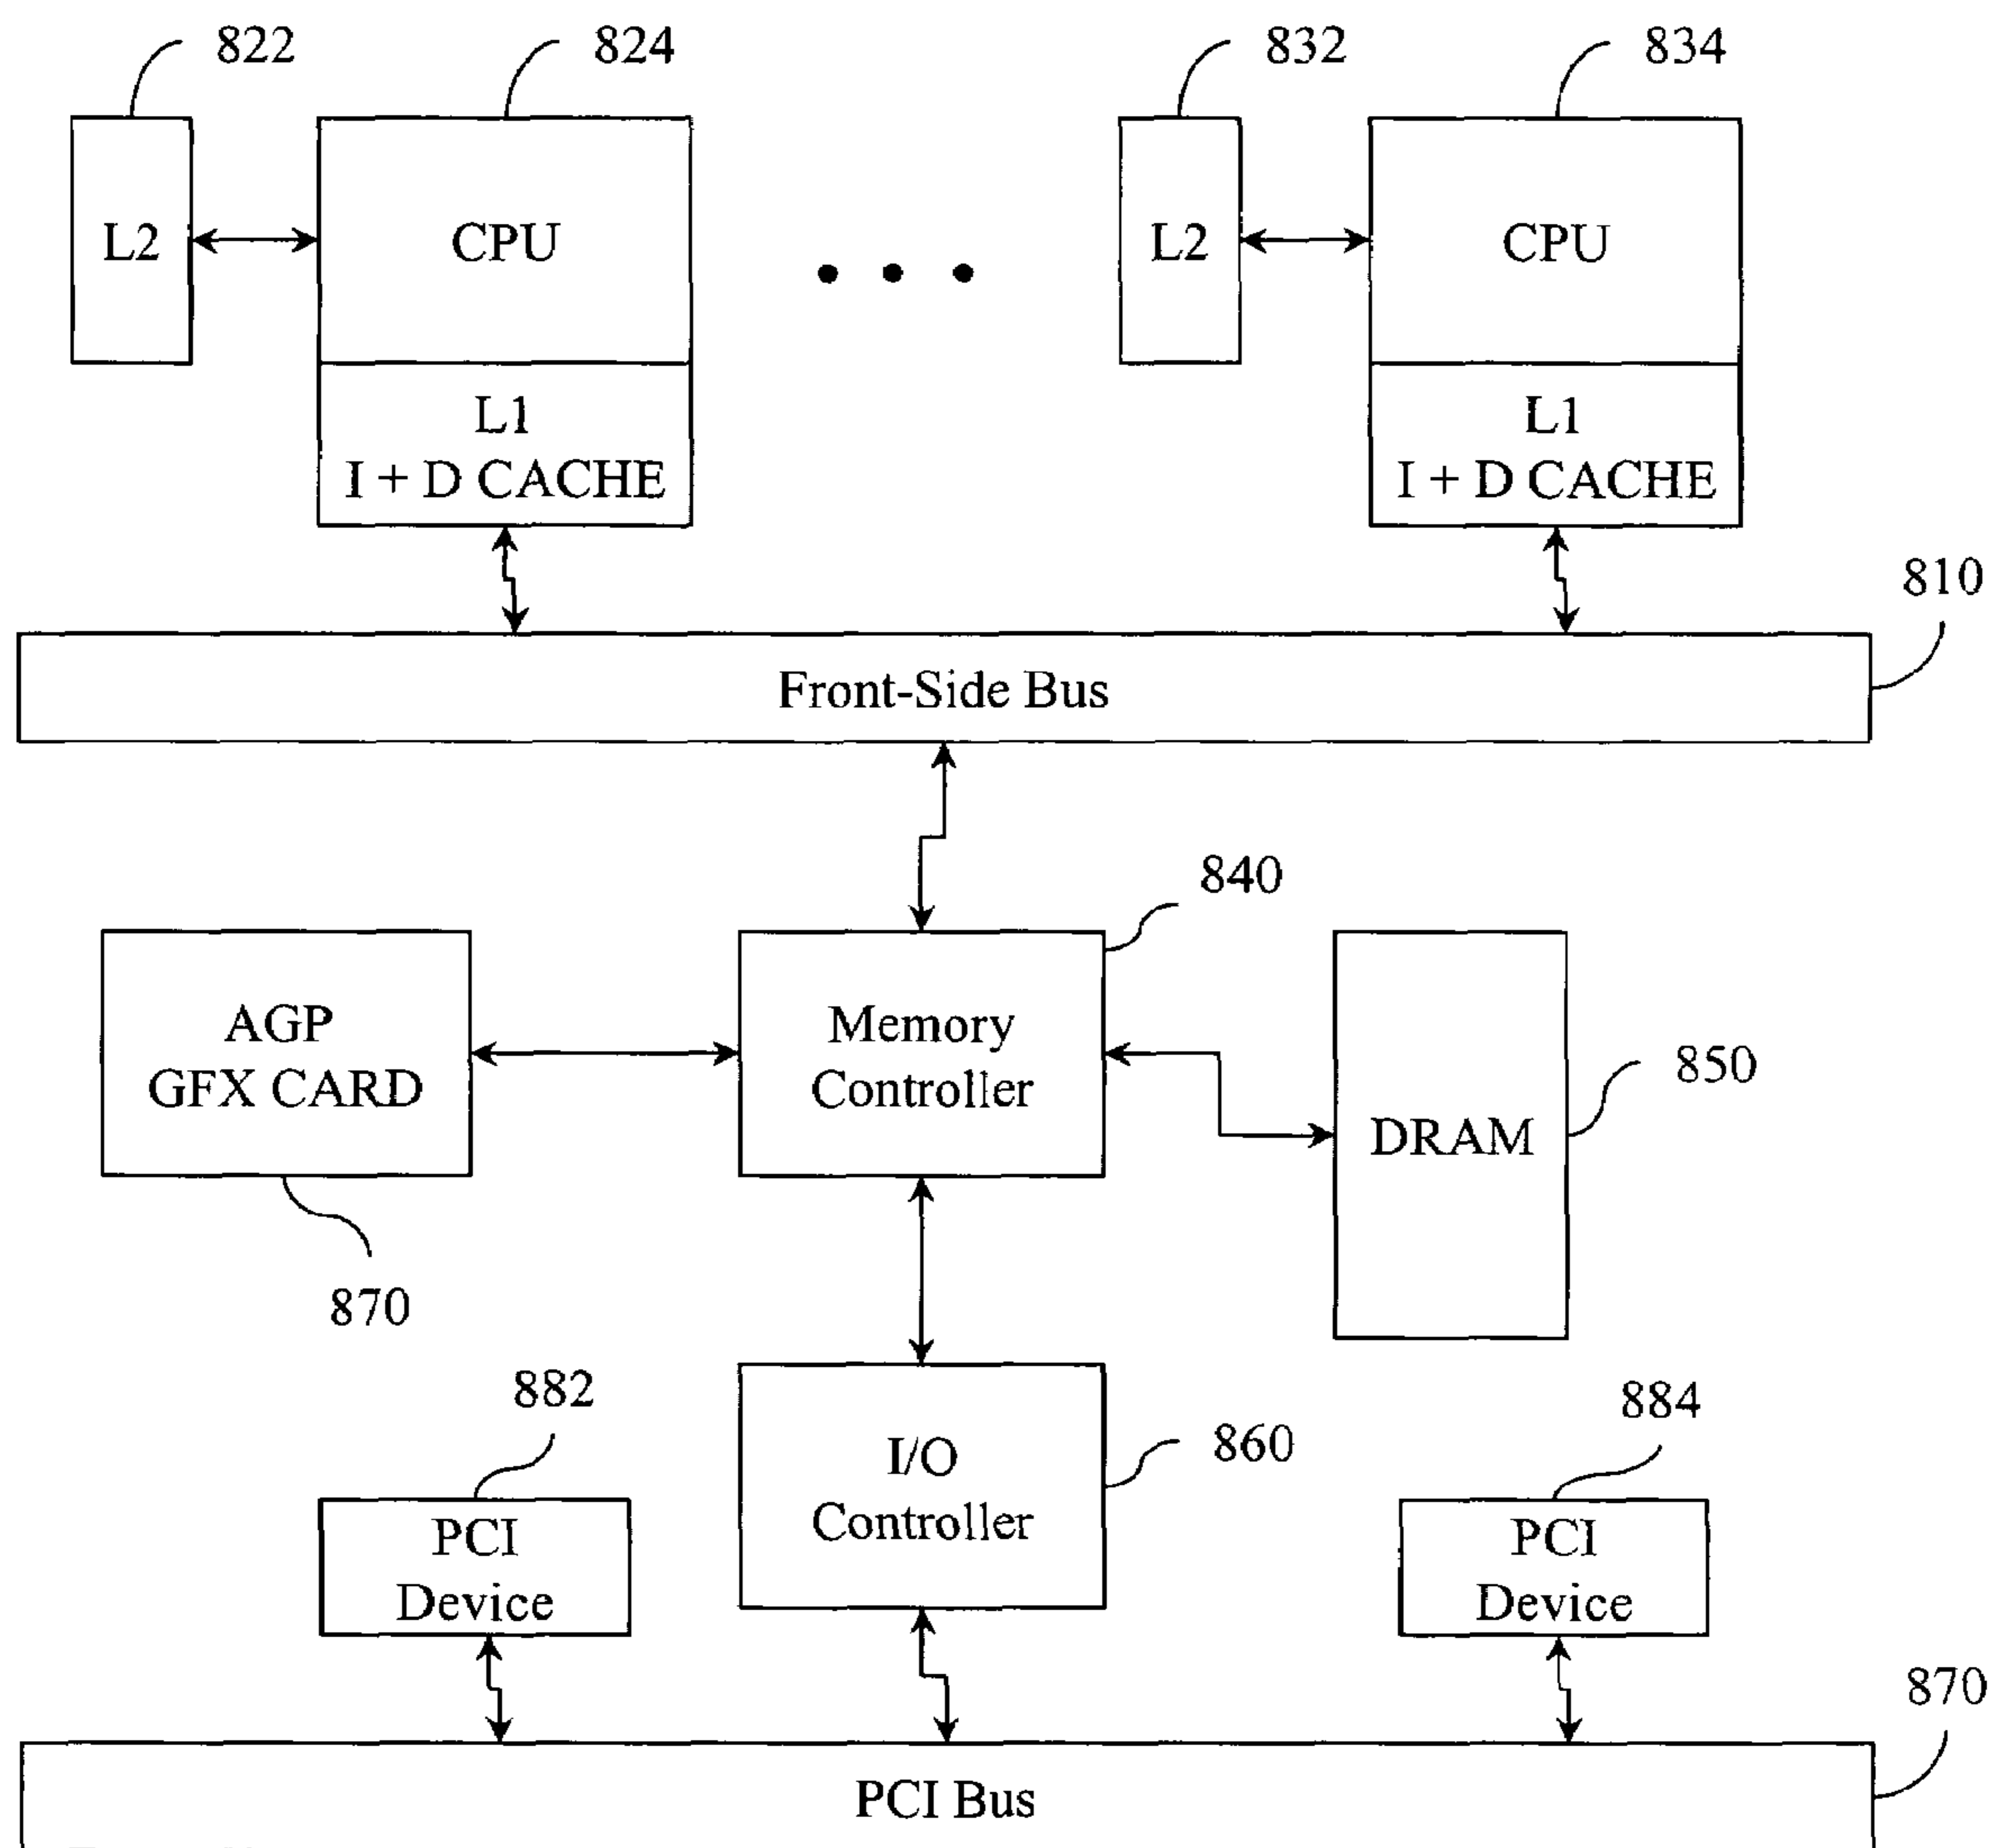 822
824
832
834
L2
CPU
L2
CPU
L1
I + D CACHE
L1
I + D CACHE
810
Front-Side Bus
840
AGP
GFX CARD
Memory
Controller
850
DRAM
870
882
884
I/O
Controller
860
PCI
Device
PCI
Device
870
PCI Bus